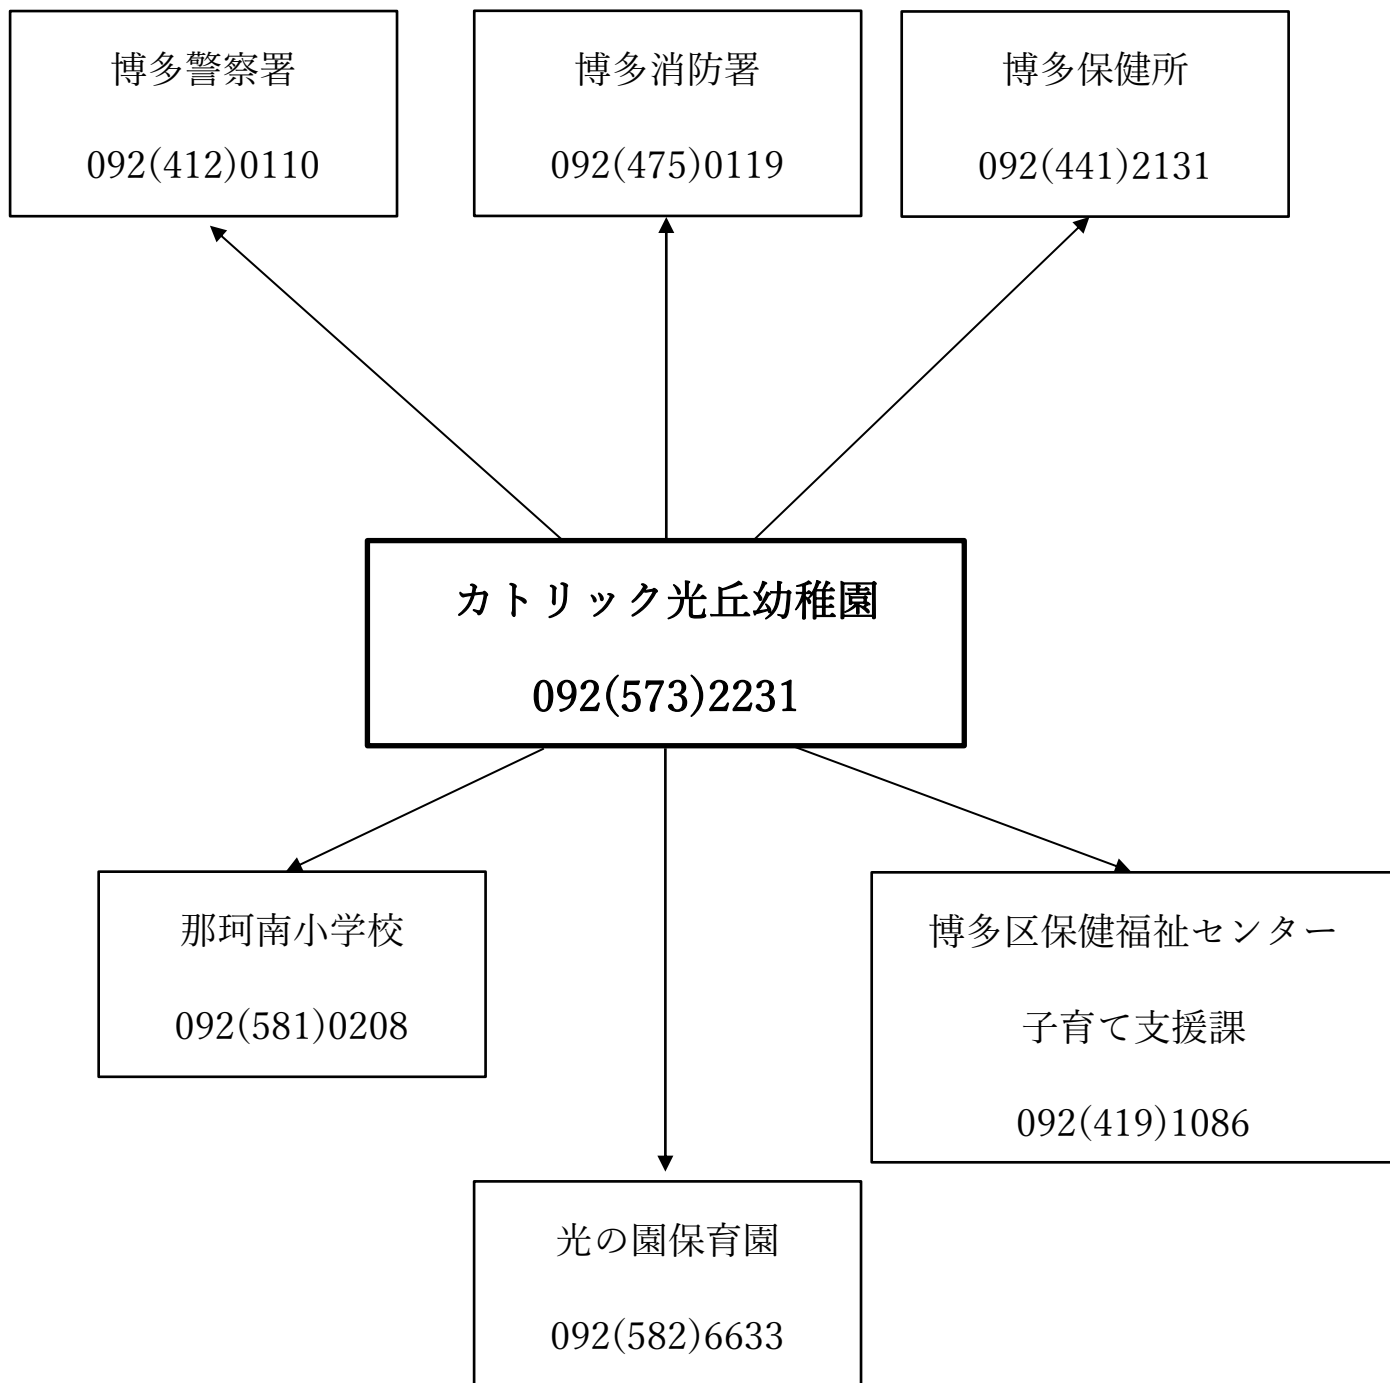 博多警察署
092(412)0110
博多消防署
092(475)0119
博多保健所
092(441)2131
カトリック光丘幼稚園
092(573)2231
那珂南小学校
092(581)0208
博多区保健福祉センター
子育て支援課
092(419)1086
光の園保育園
092(582)6633